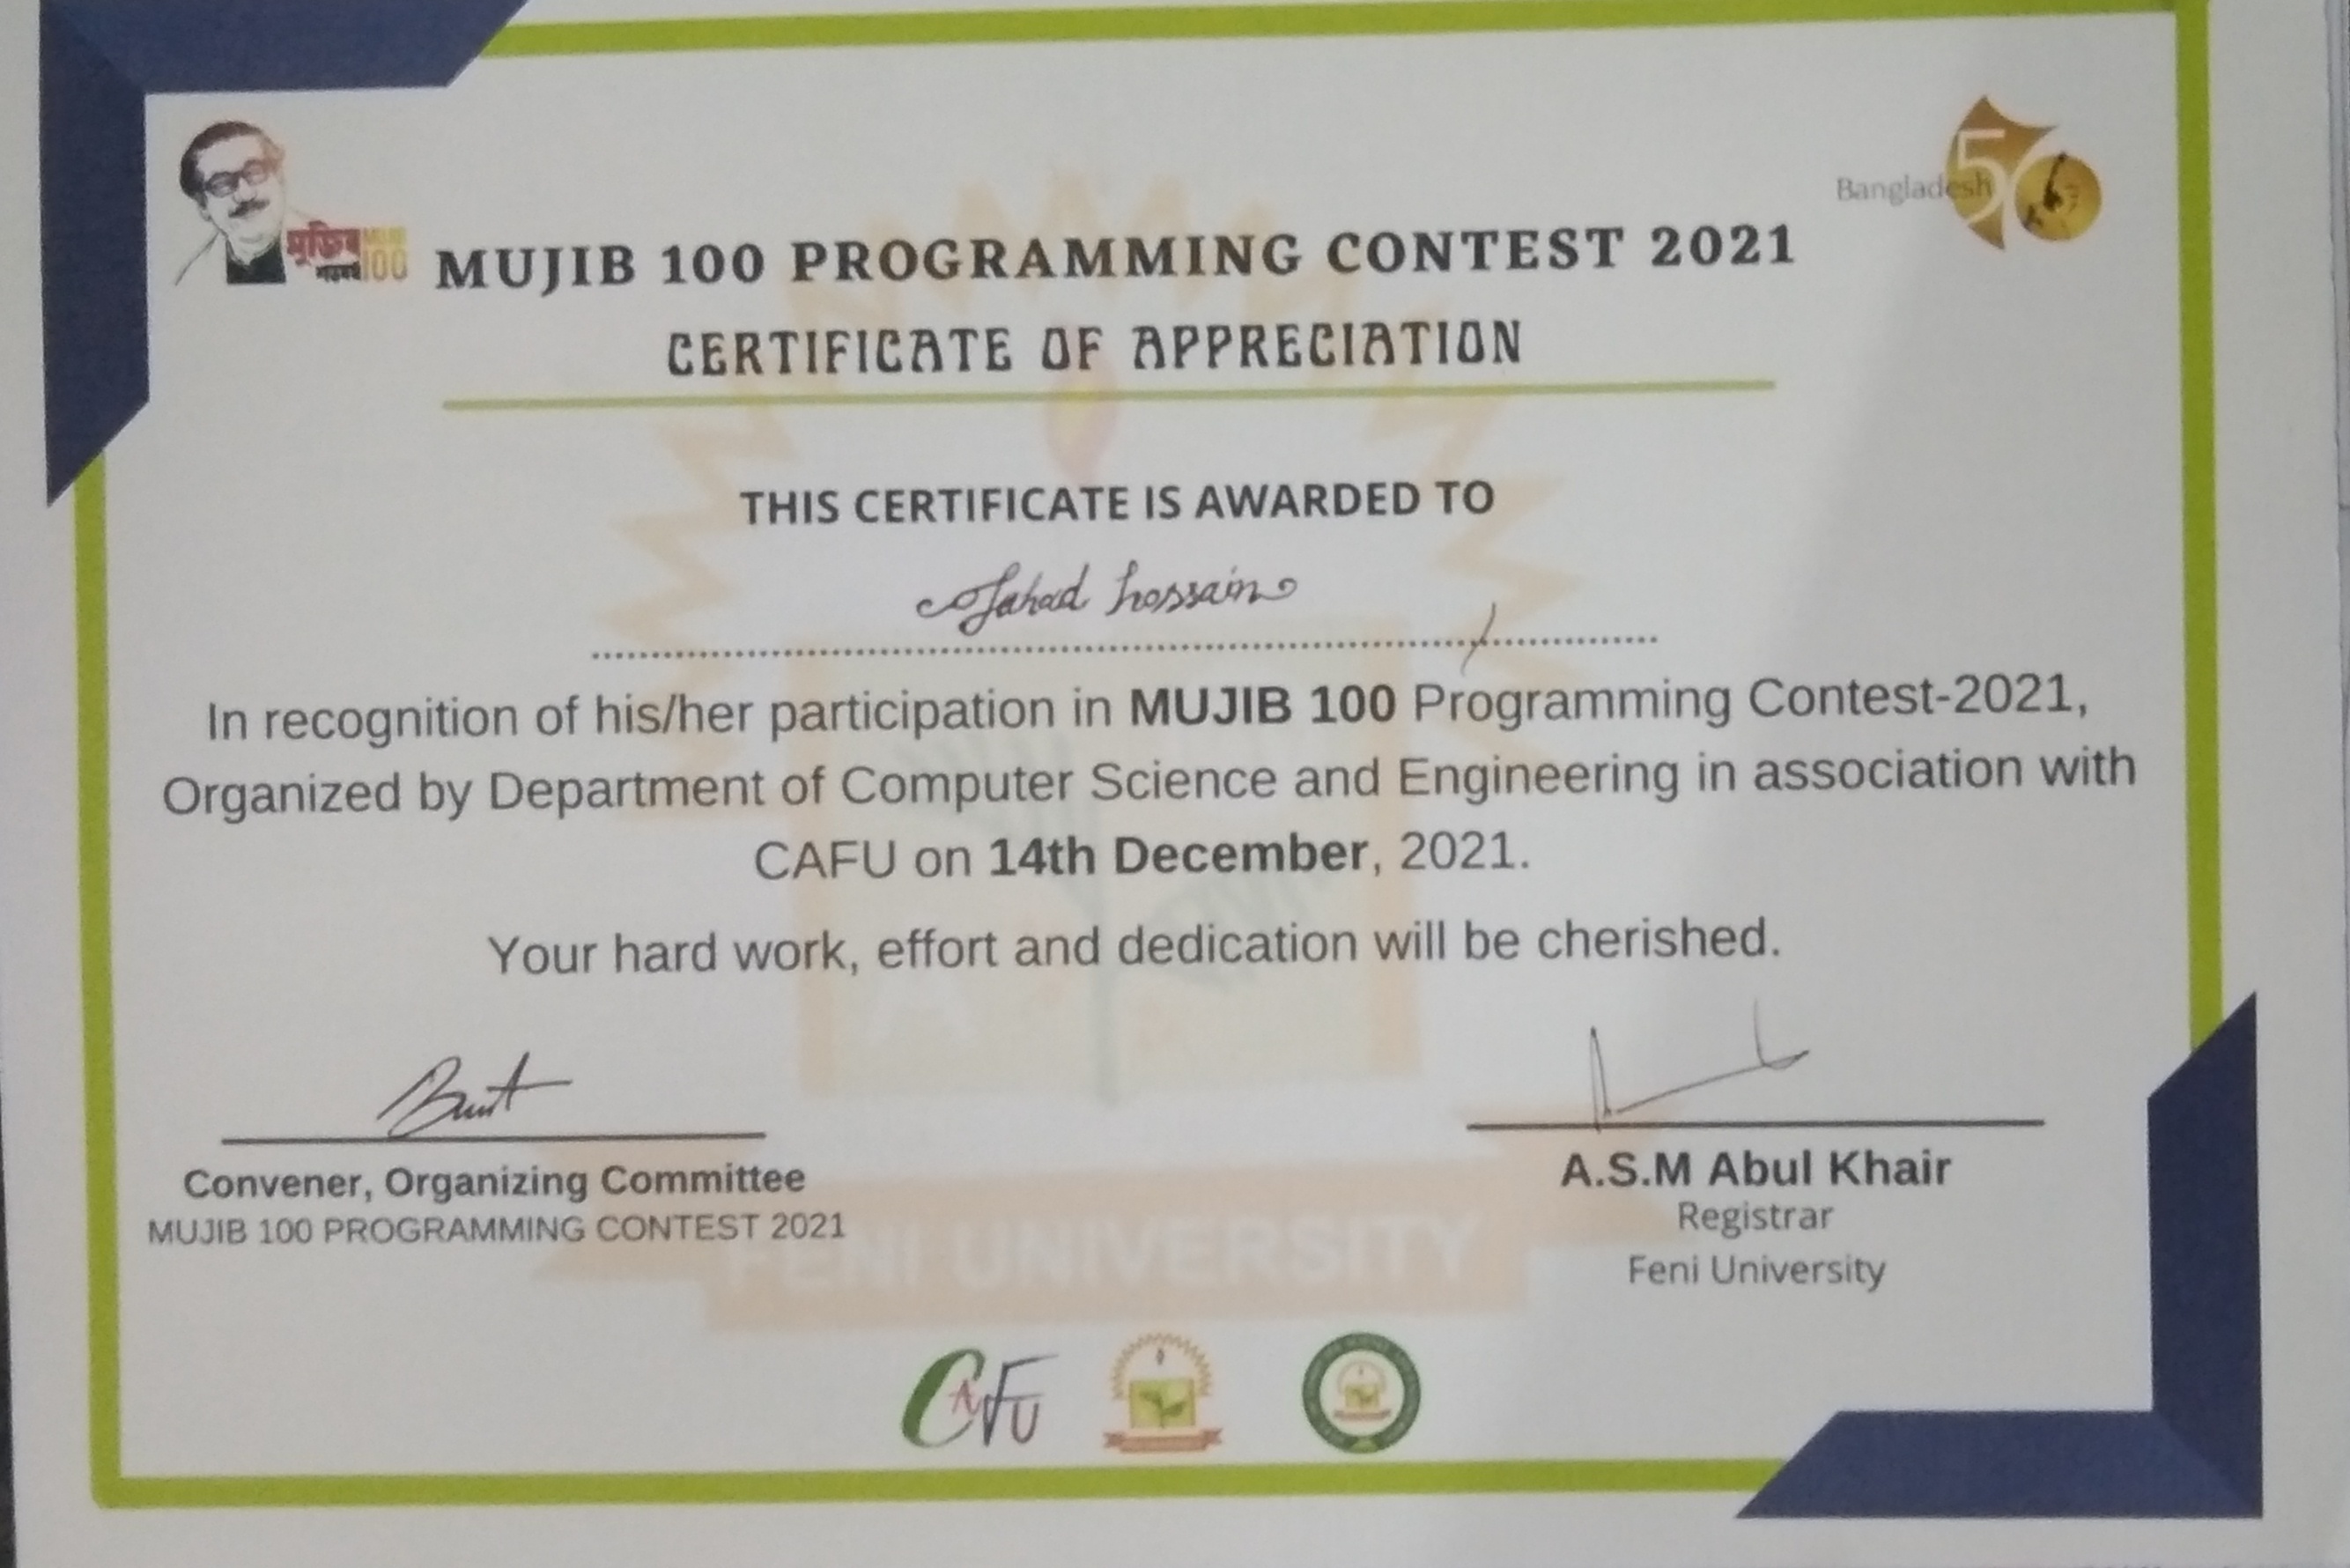 Bangladesh 50
মুজিব MUJIB
শতবর্ষ 100
MUJIB 100 PROGRAMMING CONTEST 2021
CERTIFICATE OF APPRECIATION
THIS CERTIFICATE IS AWARDED TO
Jahad hossain
In recognition of his/her participation in MUJIB 100 Programming Contest-2021,
Organized by Department of Computer Science and Engineering in association with
CAFU on 14th December, 2021.
Your hard work, effort and dedication will be cherished.
Convener, Organizing Committee
MUJIB 100 PROGRAMMING CONTEST 2021
A.S.M Abul Khair
Registrar
Feni University
FENI UNIVERSITY
CAFU